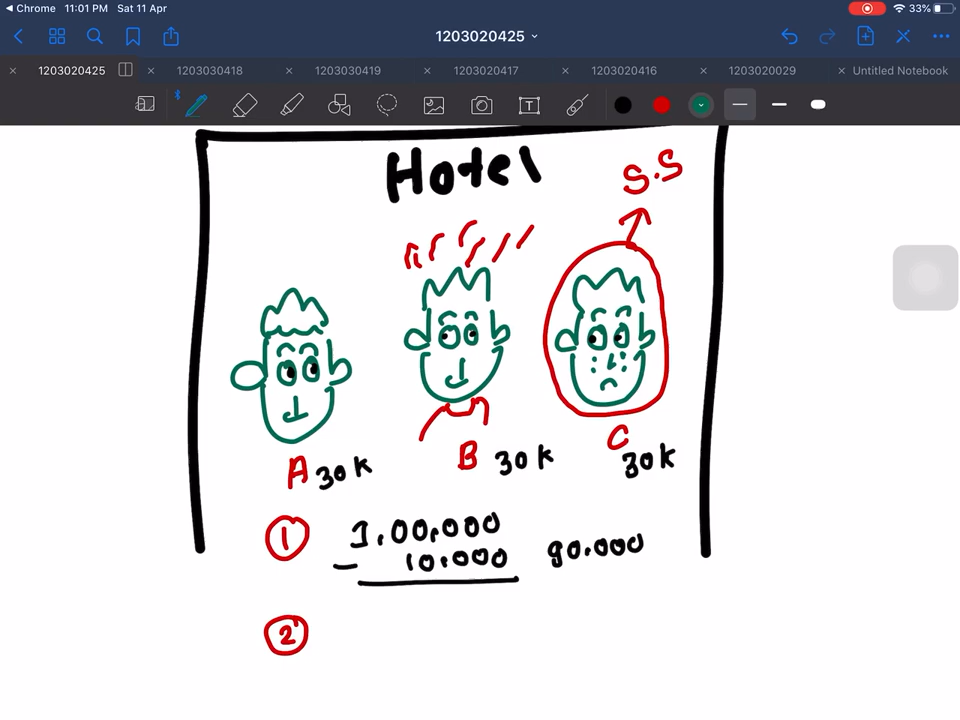 Chrome 11:01 PM Sat 11 Apr 33%
1203020425
1203020425 1203030418 1203030419 1203020417 1203020416 1203020029 Untitled Notebook
T
Hotel
S.S
A 30k B 30k C 30k
1 1,00,000
- 10,000 90.000
2